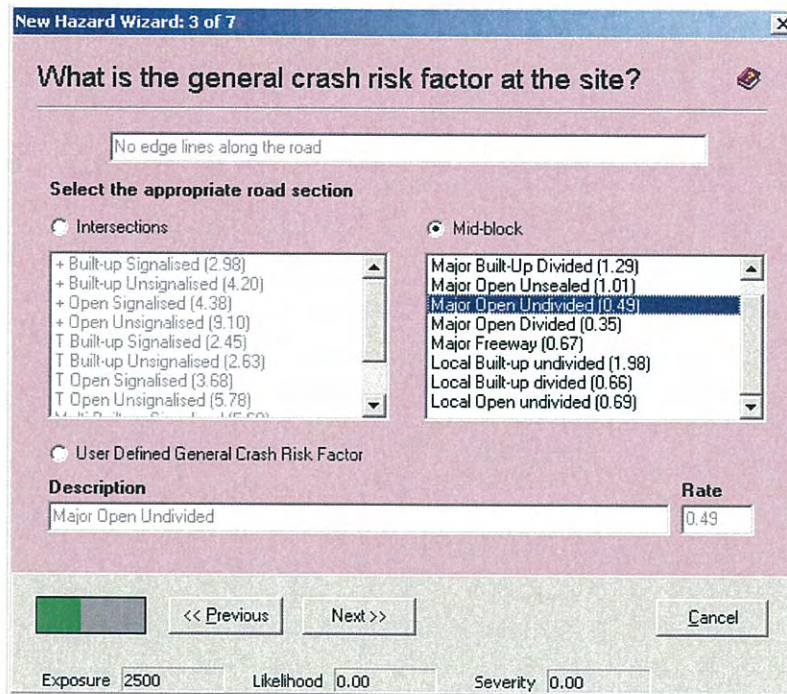 New Hazard Wizard: 3 of 7
What is the general crash risk factor at the site?
No edge lines along the road
Select the appropriate road section
Intersections
+ Built-up Signalised (2.98)
+ Built-up Unsignalised (4.20)
+ Open Signalised (4.38)
+ Open Unsignalised (9.10)
T Built-up Signalised (2.45)
T Built-up Unsignalised (2.63)
T Open Signalised (3.68)
T Open Unsignalised (5.78)
Mid-block
Major Built-Up Divided (1.29)
Major Open Unsealed (1.01)
Major Open Undivided (0.49)
Major Open Divided (0.35)
Major Freeway (0.67)
Local Built-up undivided (1.98)
Local Built-up divided (0.66)
Local Open undivided (0.69)
User Defined General Crash Risk Factor
Description Rate
Major Open Undivided 0.49
<< Previous Next >> Cancel
Exposure 2500 Likelihood 0.00 Severity 0.00